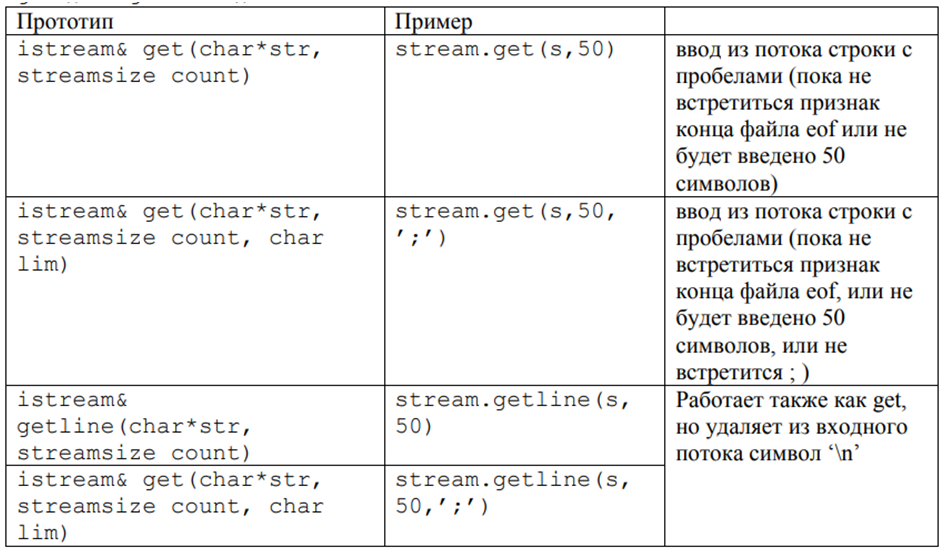 Прототип
Пример
istream& get(char*str,
streamsize count)
stream.get(s,50)
ввод из потока строки с
пробелами (пока не
встретиться признак
конца файла eof или не
будет введено 50
символов)
istream& get(char*str,
streamsize count, char
lim)
stream.get(s,50,
';')
ввод из потока строки с
пробелами (пока не
встретиться признак
конца файла eof, или не
будет введено 50
символов, или не
встретится ; )
istream&
getline(char*str,
streamsize count)
stream.getline(s,
50)
Работает также как get,
но удаляет из входного
потока символ ‘\n’
istream& get(char*str,
streamsize count, char
lim)
stream.getline(s,
50,';')